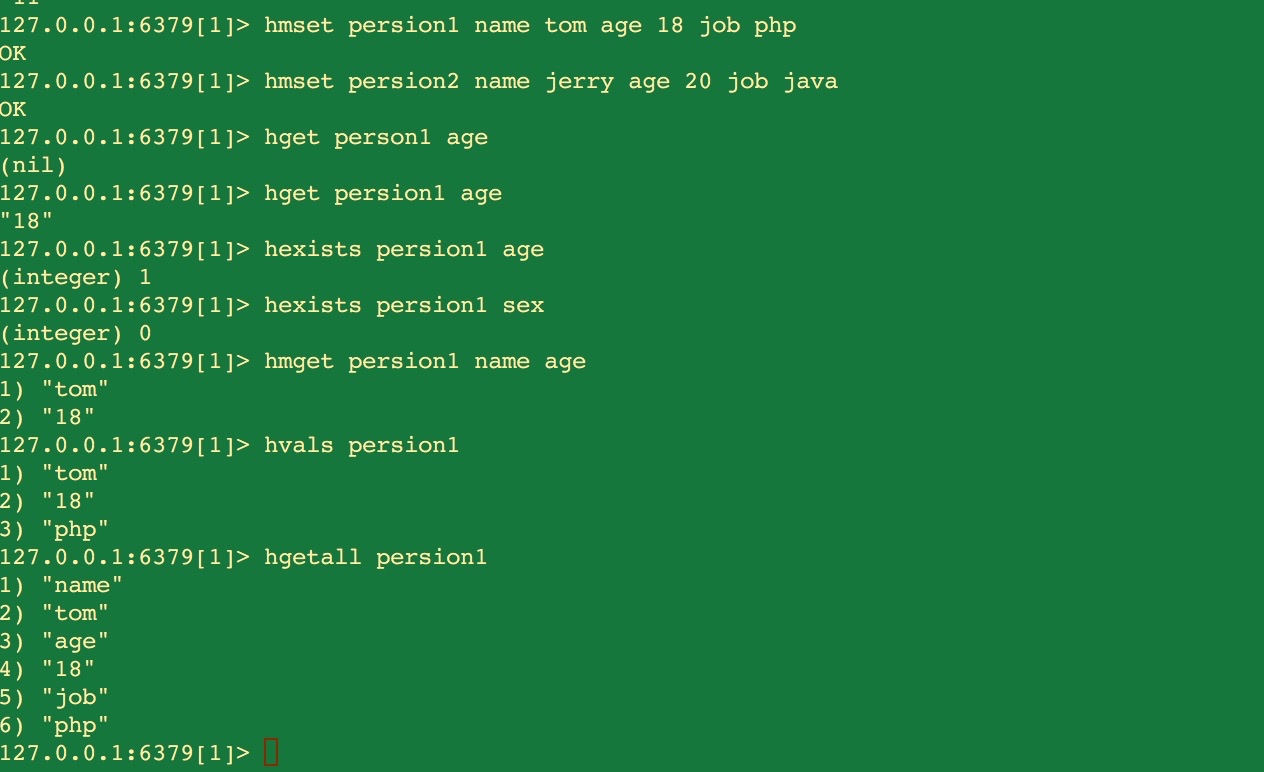 127.0.0.1:6379[1]> hmset persion1 name tom age 18 job php
OK
127.0.0.1:6379[1]> hmset persion2 name jerry age 20 job java
OK
127.0.0.1:6379[1]> hget person1 age
(nil)
127.0.0.1:6379[1]> hget persion1 age
"18"
127.0.0.1:6379[1]> hexists persion1 age
(integer) 1
127.0.0.1:6379[1]> hexists persion1 sex
(integer) 0
127.0.0.1:6379[1]> hmget persion1 name age
1) "tom"
2) "18"
127.0.0.1:6379[1]> hvals persion1
1) "tom"
2) "18"
3) "php"
127.0.0.1:6379[1]> hgetall persion1
1) "name"
2) "tom"
3) "age"
4) "18"
5) "job"
6) "php"
127.0.0.1:6379[1]>